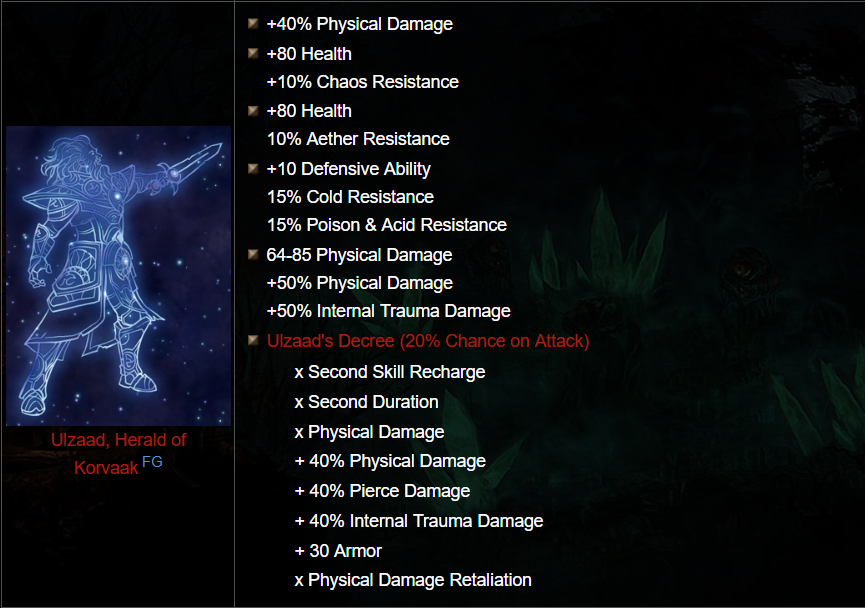 +40% Physical Damage
+80 Health
+10% Chaos Resistance
+80 Health
10% Aether Resistance
+10 Defensive Ability
15% Cold Resistance
15% Poison & Acid Resistance
64-85 Physical Damage
+50% Physical Damage
+50% Internal Trauma Damage
Ulzaad's Decree (20% Chance on Attack)
x Second Skill Recharge
x Second Duration
x Physical Damage
+ 40% Physical Damage
+ 40% Pierce Damage
+ 40% Internal Trauma Damage
+ 30 Armor
x Physical Damage Retaliation
Ulzaad, Herald of
Korvaak FG